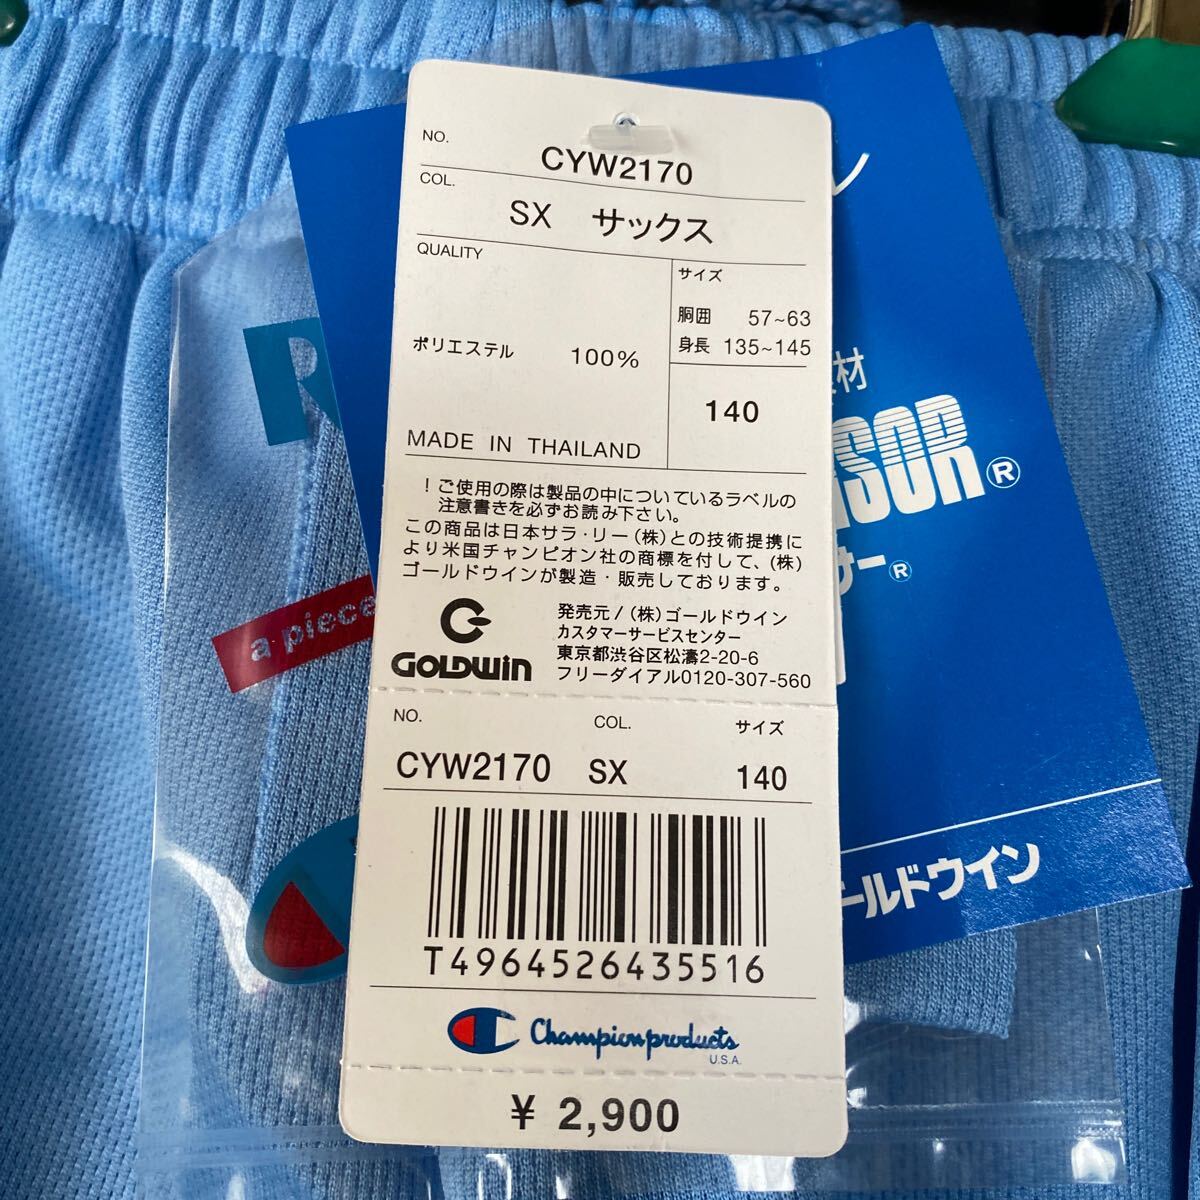 NO.
CYW2170
COL.
SX サックス
QUALITY
サイズ
胴囲 57~63
身長 135~145
ポリエステル 100%
140
MADE IN THAILAND
!ご使用の際は製品の中についているラベルの
注意書きを必ずお読み下さい。
この商品は日本サラ・リー(株)との技術提携に
より米国チャンピオン社の商標を付して、(株)
ゴールドウインが製造・販売しております。
GOLDWIN
発売元/(株)ゴールドウイン
カスタマーサービスセンター
東京都渋谷区松濤2-20-6
フリーダイアル0120-307-560
NO. COL. サイズ
CYW2170 SX 140
T4964526435516
Champion products
U.S.A.
¥ 2,900
材
SOR®
サー®
ールドウイン
a piece